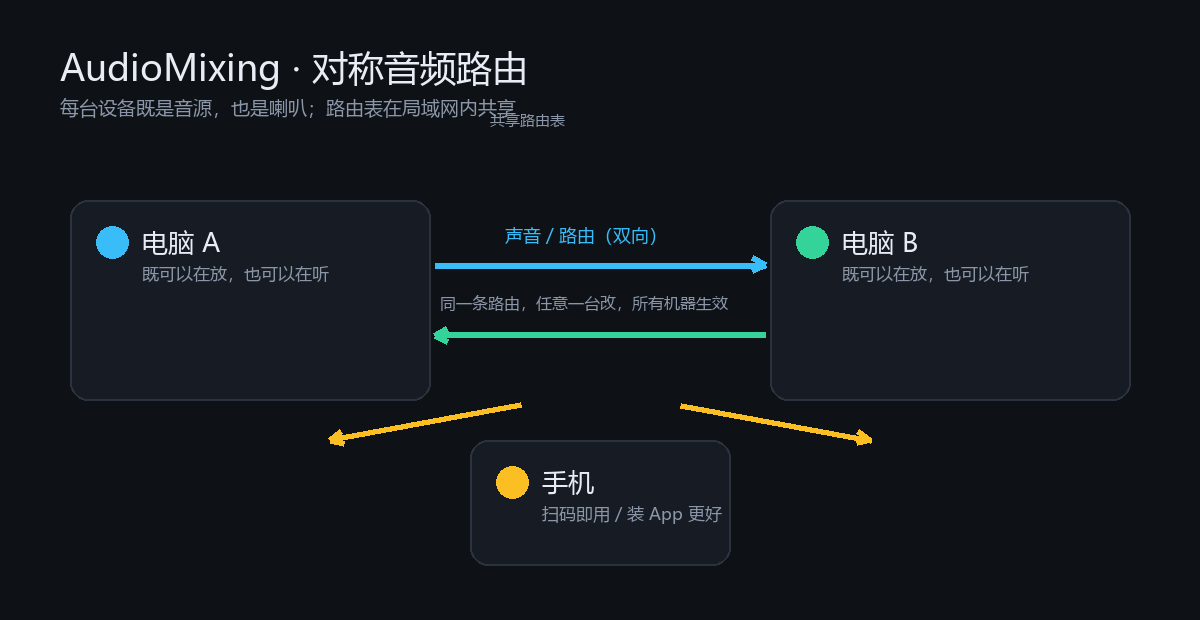 AudioMixing · 对称音频路由
每台设备既是音源，也是喇叭；路由表在局域网内共享
共享路由表
电脑 A
既可以在放，也可以在听
声音 / 路由（双向）
同一条路由，任意一台改，所有机器生效
电脑 B
既可以在放，也可以在听
手机
扫码即用 / 装 App 更好